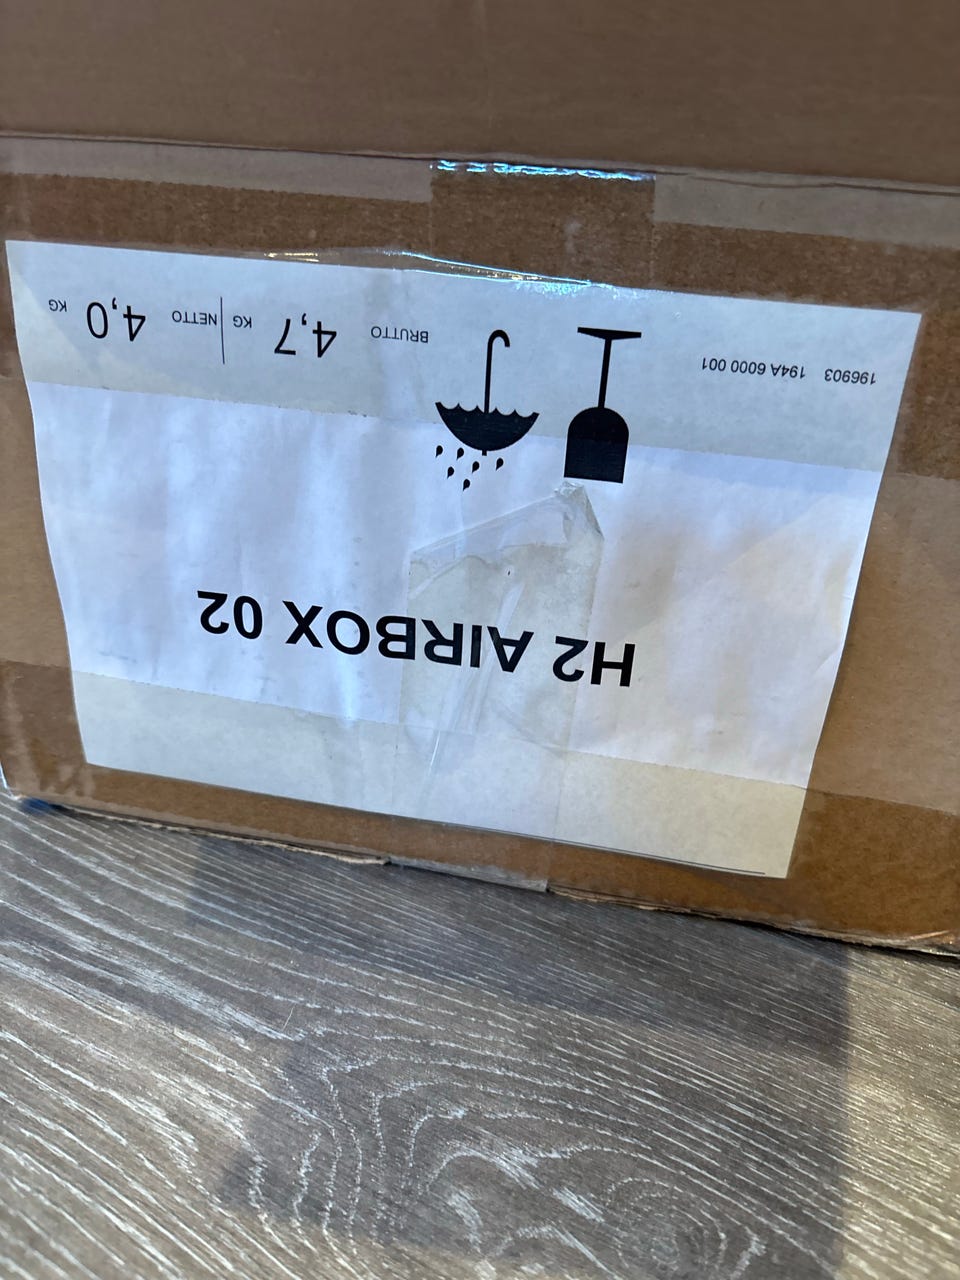 H2 AIRBOX 02
196903 194A 6000 001
BRUTTO 4,7 KG
NETTO 4,0 KG